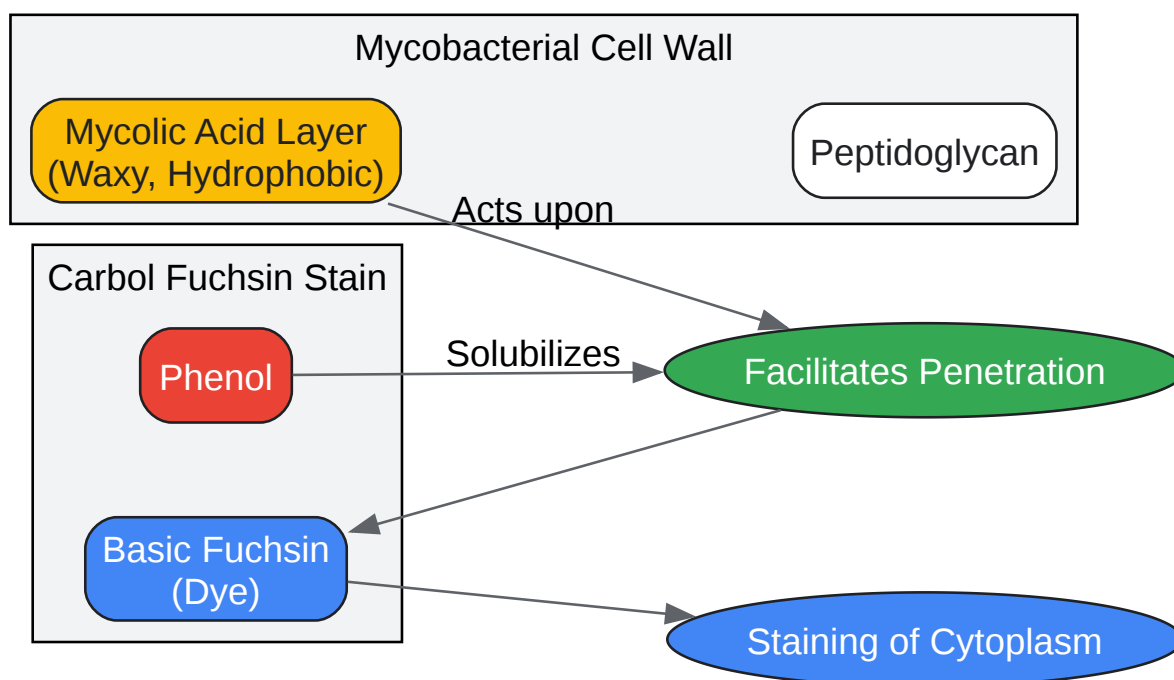 Mycobacterial Cell Wall
Mycolic Acid Layer
(Waxy, Hydrophobic)
Peptidoglycan
Acts upon
Carbol Fuchsin Stain
Phenol
Solubilizes
Facilitates Penetration
Basic Fuchsin
(Dye)
Staining of Cytoplasm